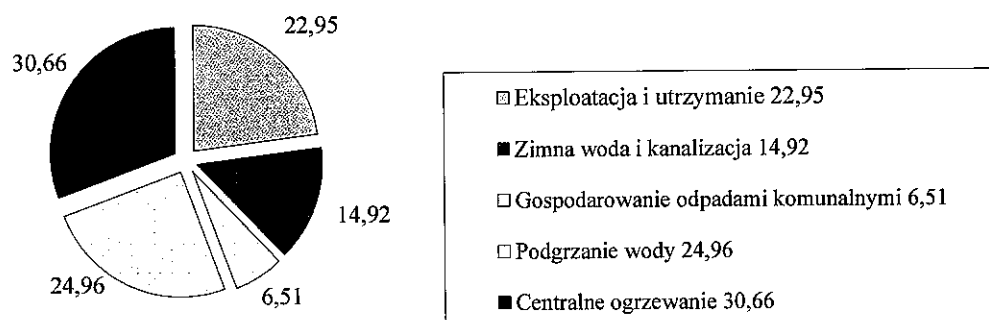 22,95
30,66
14,92
24,96
6,51
Eksploatacja i utrzymanie 22,95
Zimna woda i kanalizacja 14,92
Gospodarowanie odpadami komunalnymi 6,51
Podgrzanie wody 24,96
Centralne ogrzewanie 30,66